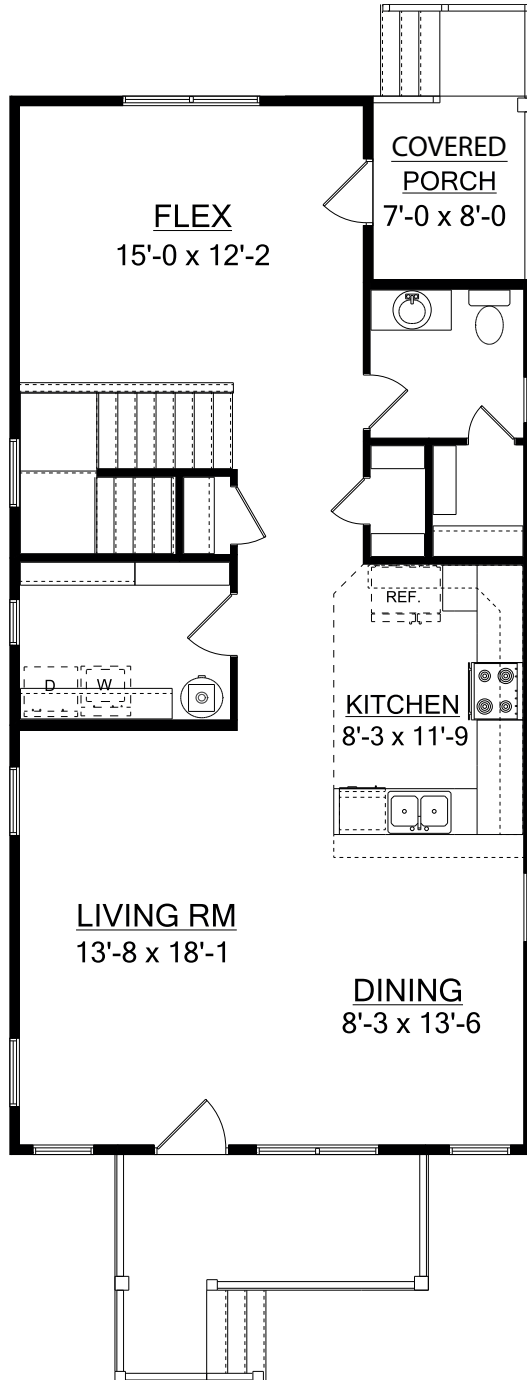 COVERED
PORCH
7'-0 x 8'-0
FLEX
15'-0 x 12'-2
REF.
D
W
KITCHEN
8'-3 x 11'-9
LIVING RM
13'-8 x 18'-1
DINING
8'-3 x 13'-6